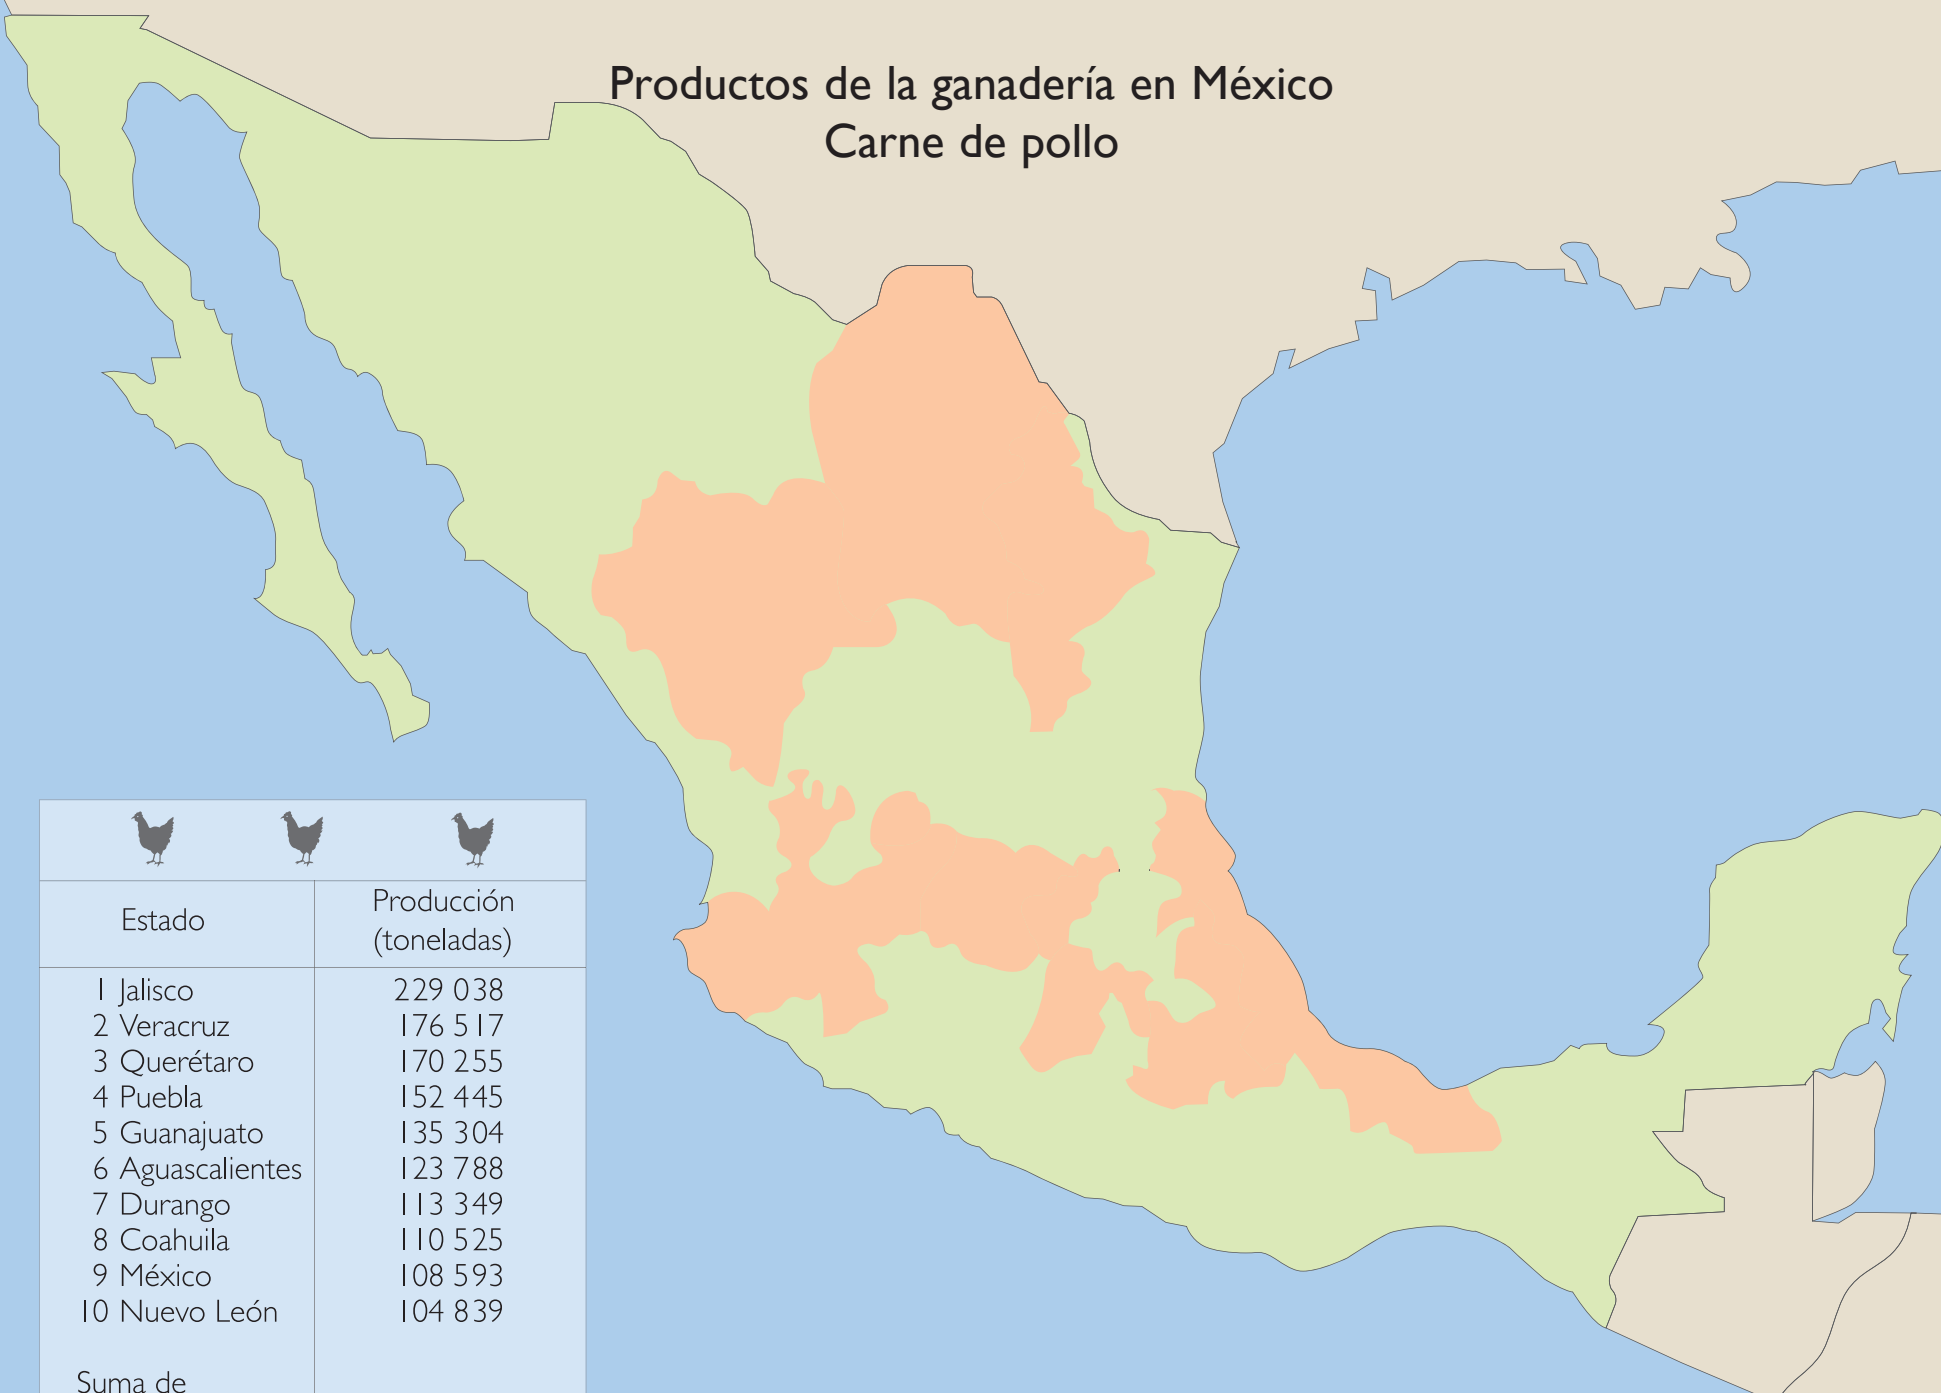 Productos de la ganadería en México
Carne de pollo
Estado
Producción
(toneladas)
1 Jalisco 229 038
2 Veracruz 176 517
3 Querétaro 170 255
4 Puebla 152 445
5 Guanajuato 135 304
6 Aguascalientes 123 788
7 Durango 113 349
8 Coahuila 110 525
9 México 108 593
10 Nuevo León 104 839
Suma de